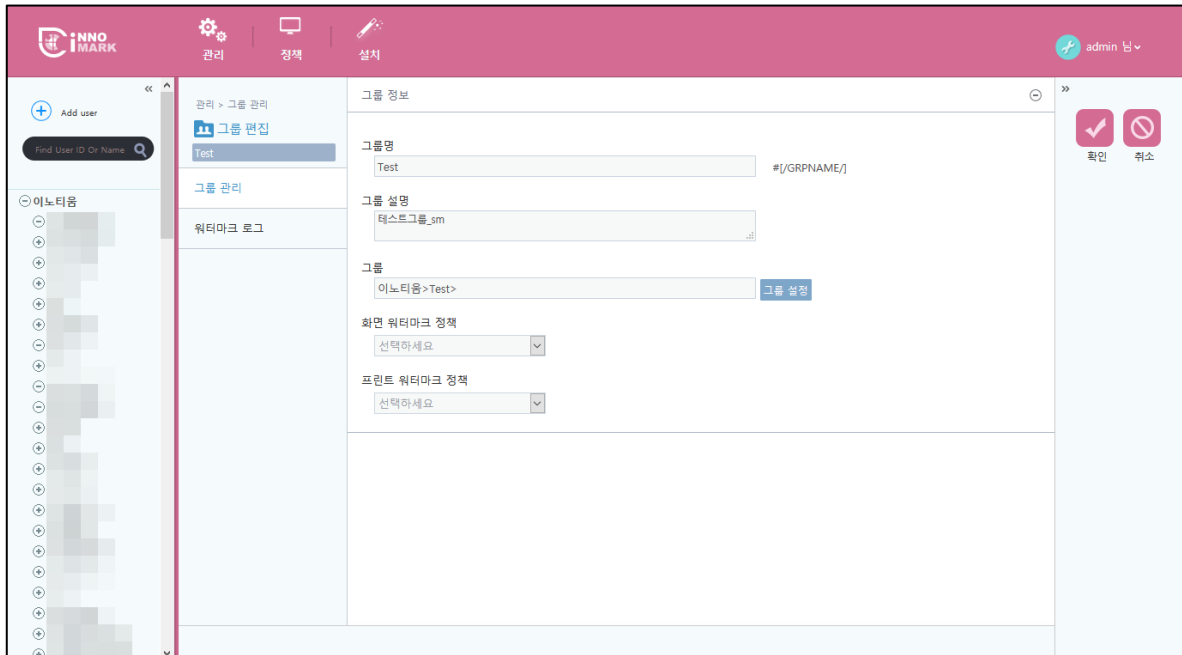 iNNO
MARK
관리
정책
설치
admin 님
«
Add user
Find User ID Or Name
이노티움
관리 > 그룹 관리
그룹 편집
Test
그룹 관리
워터마크 로그
그룹 정보
그룹명
Test
#[/GRPNAME/]
그룹 설명
테스트그룹_sm
그룹
이노티움>Test>
그룹 설정
화면 워터마크 정책
선택하세요
프린트 워터마크 정책
선택하세요
»
확인
취소